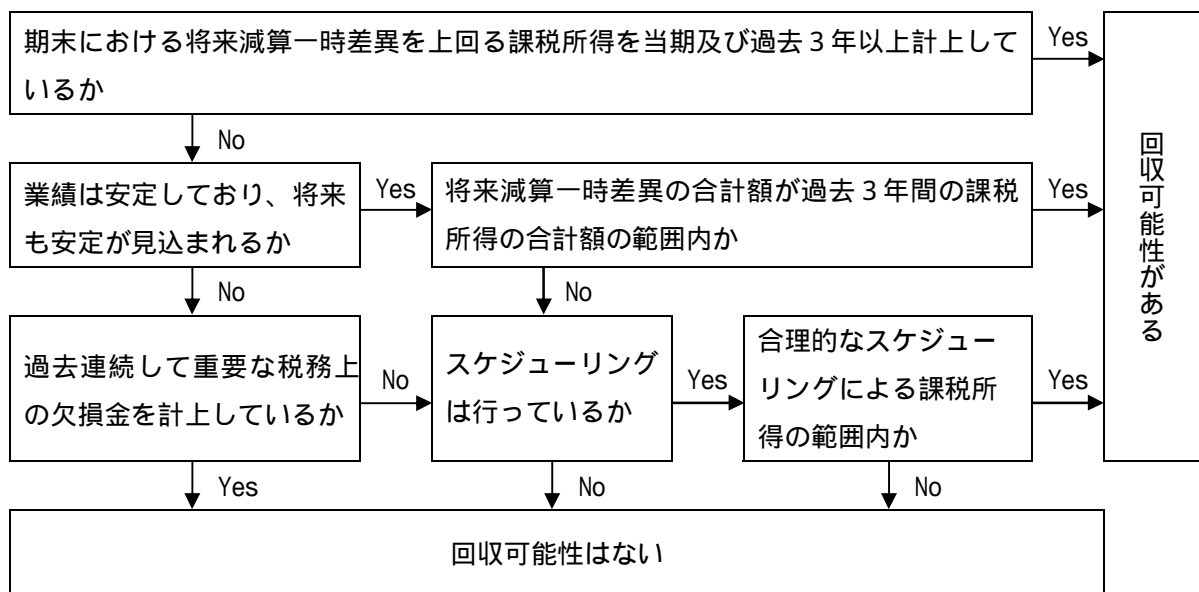 期末における将来減算一時差異を上回る課税所得を当期及び過去3年以上計上して
いるか
Yes
No
業績は安定しており、将来
も安定が見込まれるか
Yes
将来減算一時差異の合計額が過去3年間の課税
所得の合計額の範囲内か
Yes
回収可能性がある
No
No
過去連続して重要な税務上
の欠損金を計上しているか
No
スケジューリング
は行っているか
Yes
合理的なスケジュー
リングによる課税所
得の範囲内か
Yes
Yes
No
No
回収可能性はない